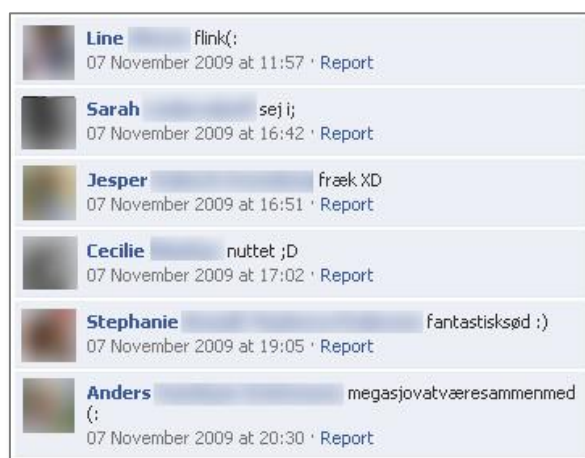 Line flink(:
07 November 2009 at 11:57 · Report
Sarah sej i;
07 November 2009 at 16:42 · Report
Jesper fræk XD
07 November 2009 at 16:51 · Report
Cecilie nuttet ;D
07 November 2009 at 17:02 · Report
Stephanie fantastisksød :)
07 November 2009 at 19:05 · Report
Anders megasjovatværesammenmed
(:
07 November 2009 at 20:30 · Report